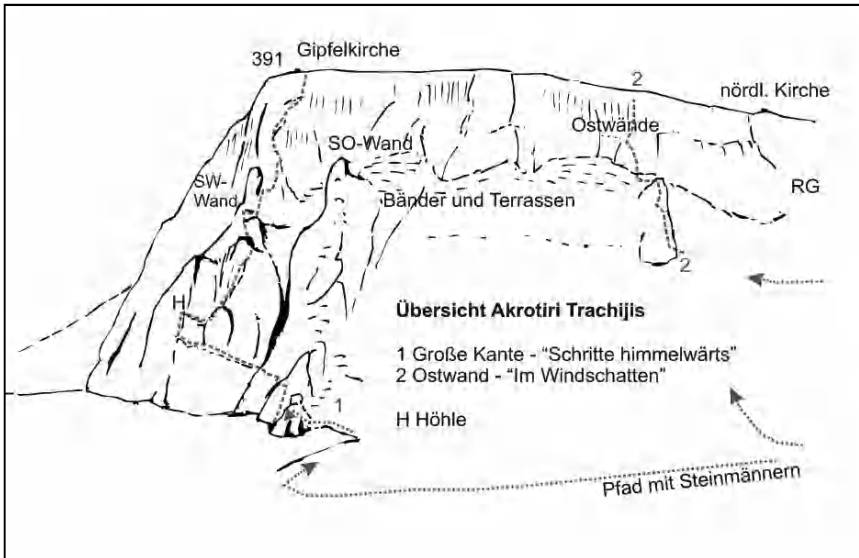 391 Gipfelkirche
2
nördl. Kirche
Ostwände
SO-Wand
SW-
Wand
RG
Bänder und Terrassen
2
H
Übersicht Akrotiri Trachijis
1 Große Kante - “Schritte himmelwärts”
2 Ostwand - “Im Windschatten”
1
H Höhle
Pfad mit Steinmännern